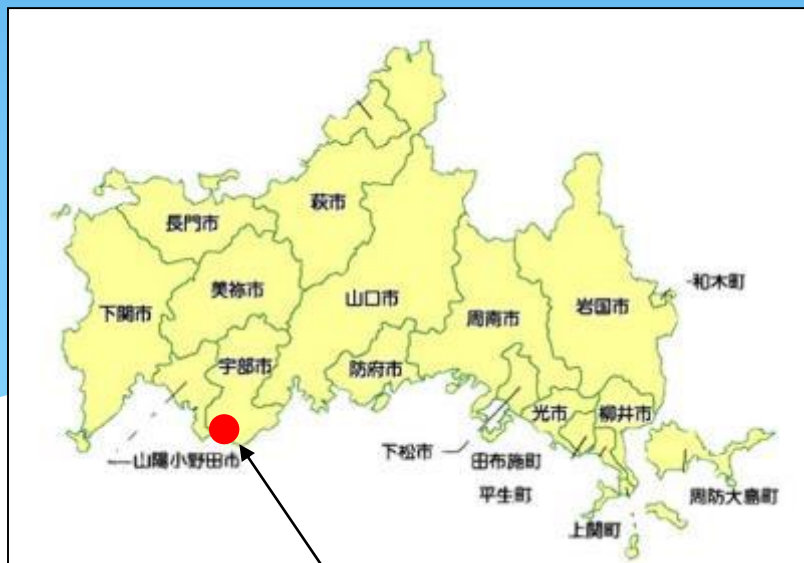 萩市
長門市
美祢市
山口市
下関市
周南市
岩国市
和木町
宇部市
防府市
光市
柳井市
下松市
田布施町
山陽小野田市
平生町
周防大島町
上関町